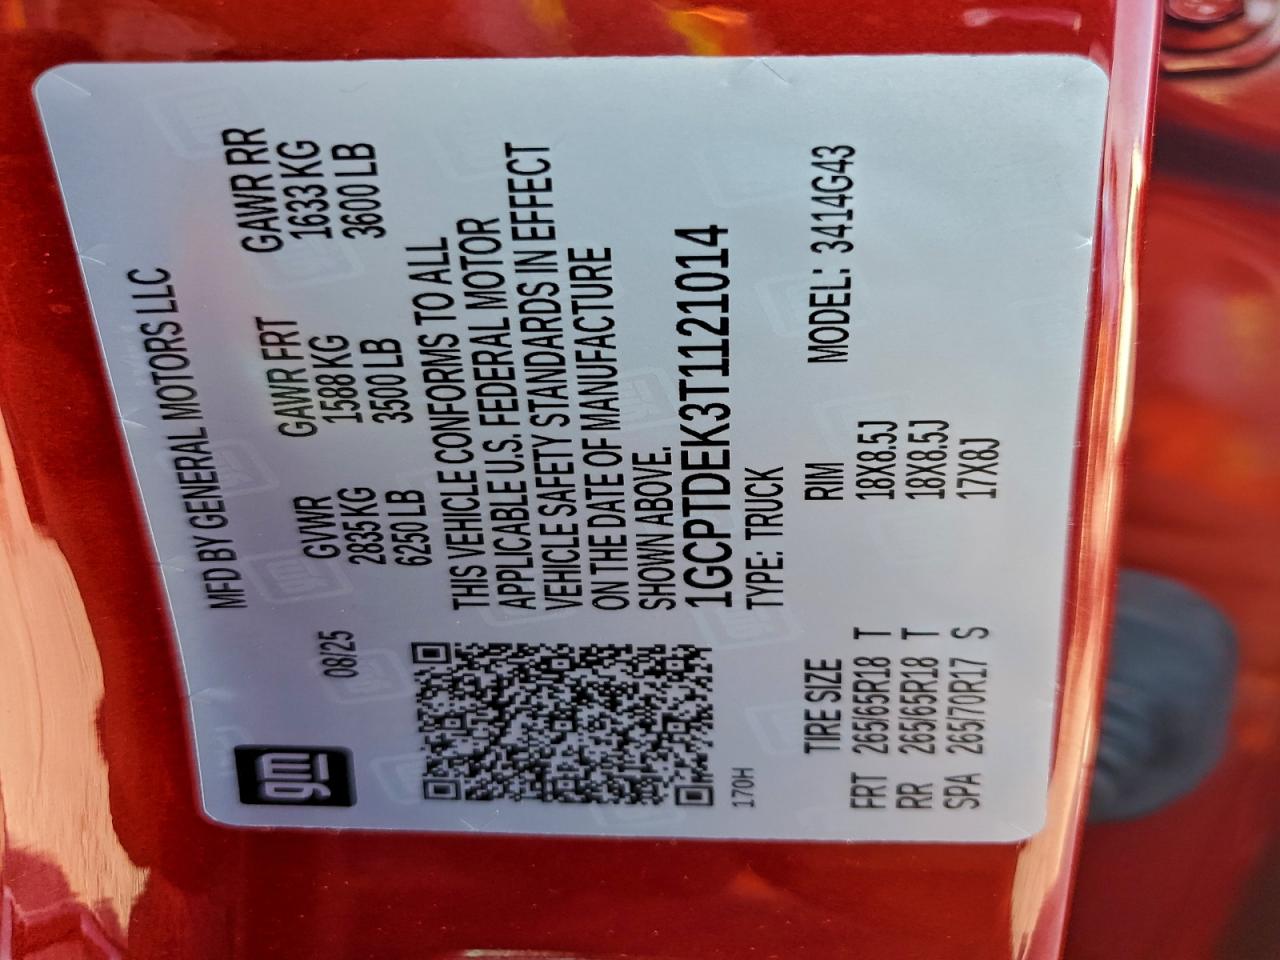 gm
MFD BY GENERAL MOTORS LLC
08/25
GVWR GAWR FRT GAWR RR
2835 KG 1588 KG 1633 KG
6250 LB 3500 LB 3600 LB
THIS VEHICLE CONFORMS TO ALL
APPLICABLE U.S. FEDERAL MOTOR
VEHICLE SAFETY STANDARDS IN EFFECT
ON THE DATE OF MANUFACTURE
SHOWN ABOVE.
1GCPTDEK3T1121014
170H
TYPE: TRUCK
TIRE SIZE RIM MODEL: 3414G43
FRT 265/65R18 T 18X8.5J
RR 265/65R18 T 18X8.5J
SPA 265/70R17 S 17X8J